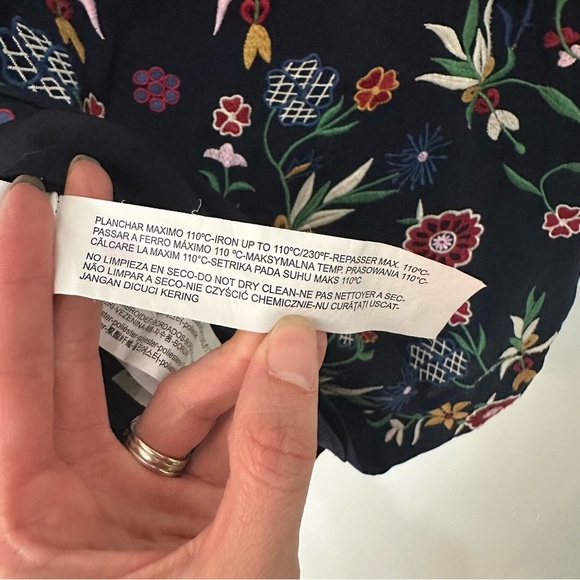 PLANCHAR MAXIMO 110ºC-IRON UP TO 110ºC/230ºF-REPASSER MAX. 110ºC-
PASSAR A FERRO MÁXIMO 110 ºC-MAKSYMALNA TEMP. PRASOWANIA 110ºC-
CĂLCARE LA MAXIM 110°C-SETRIKA PADA SUHU MAKS 110ºC
NO LIMPIEZA EN SECO-DO NOT DRY CLEAN-NE PAS NETTOYER A SEC-
NÃO LIMPAR A SECO-NIE CZYŚCIĆ CHEMICZNIE-NU CURĂŢAŢI USCAT-
JANGAN DICUCI KERING